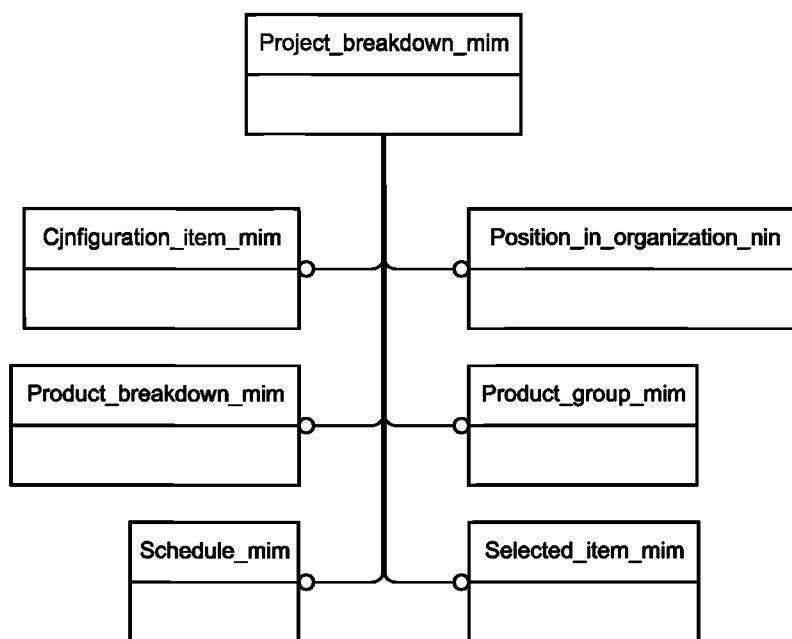 Project_breakdown_mim
Cjnfiguration_item_mim
Position_in_organization_nin
Product_breakdown_mim
Product_group_mim
Schedule_mim
Selected_item_mim